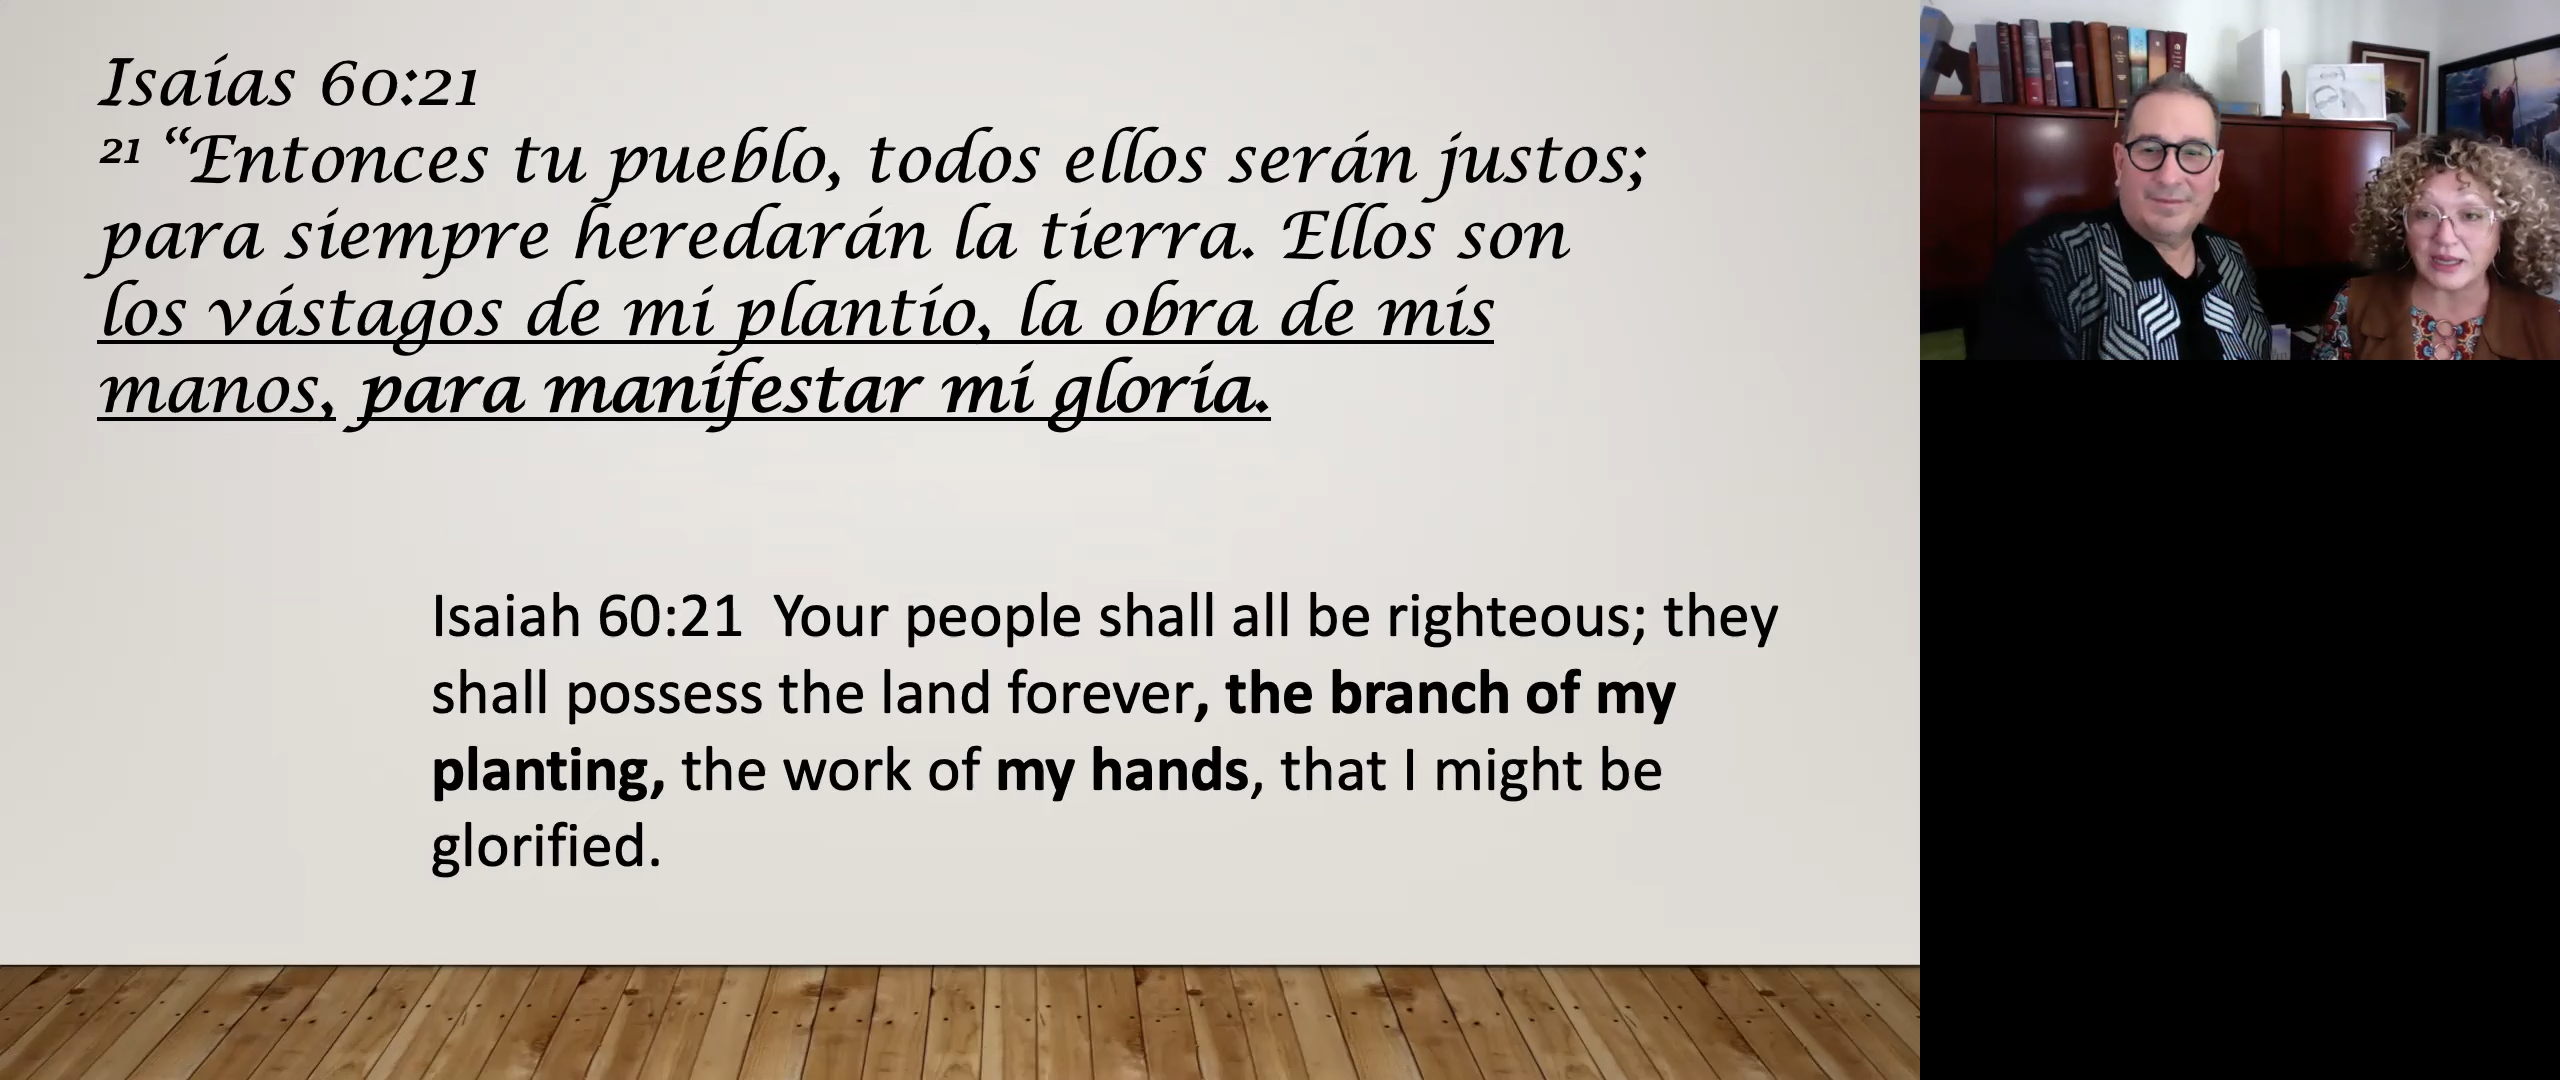 Isaías 60:21
21 “Entonces tu pueblo, todos ellos serán justos;
para siempre heredarán la tierra. Ellos son
los vástagos de mi plantío, la obra de mis
manos, para manifestar mi gloria.
Isaiah 60:21  Your people shall all be righteous; they
shall possess the land forever, the branch of my
planting, the work of my hands, that I might be
glorified.